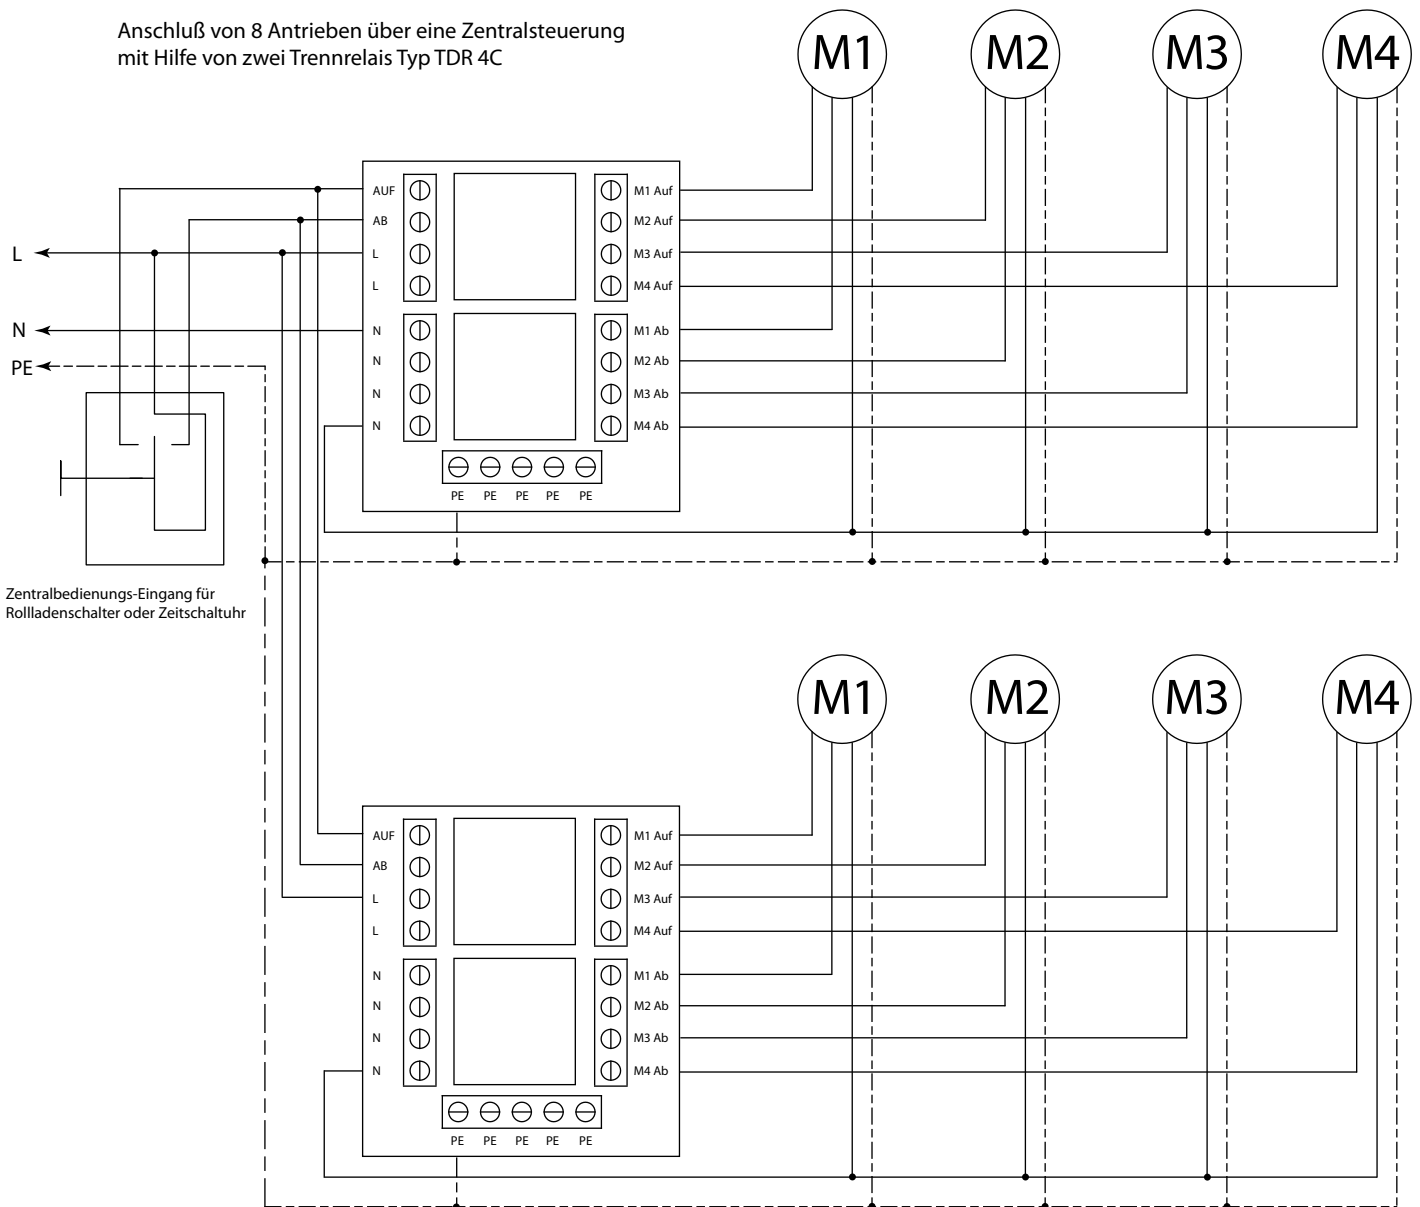 Anschluß von 8 Antrieben über eine Zentralsteuerung
mit Hilfe von zwei Trennrelais Typ TDR 4C
M1 M2 M3 M4
AUF M1 Auf
AB M2 Auf
L L M3 Auf
L M4 Auf
N N M1 Ab
N M2 Ab
PE
N M3 Ab
N M4 Ab
PE PE PE PE PE
Zentralbedienungs-Eingang für
Rollladenschalter oder Zeitschaltuhr
M1 M2 M3 M4
AUF M1 Auf
AB M2 Auf
L M3 Auf
L M4 Auf
N M1 Ab
N M2 Ab
N M3 Ab
N M4 Ab
PE PE PE PE PE